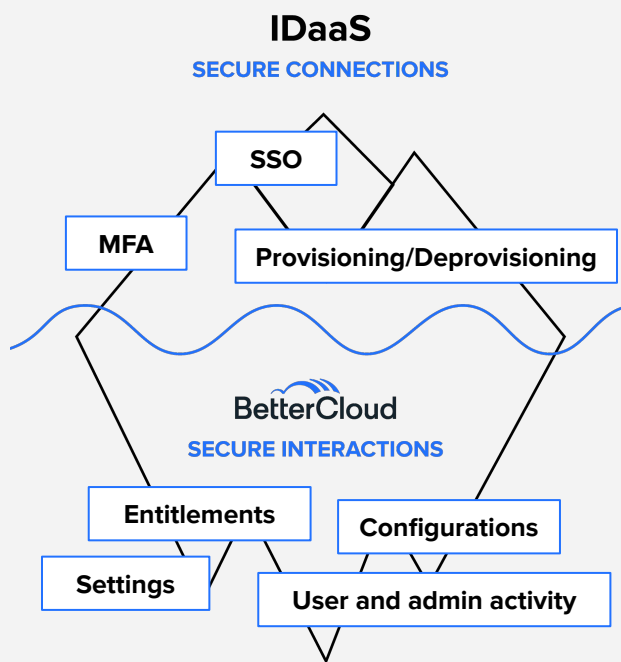 IDaaS
SECURE CONNECTIONS
SSO
MFA
Provisioning/Deprovisioning
BetterCloud
SECURE INTERACTIONS
Entitlements
Configurations
Settings
User and admin activity